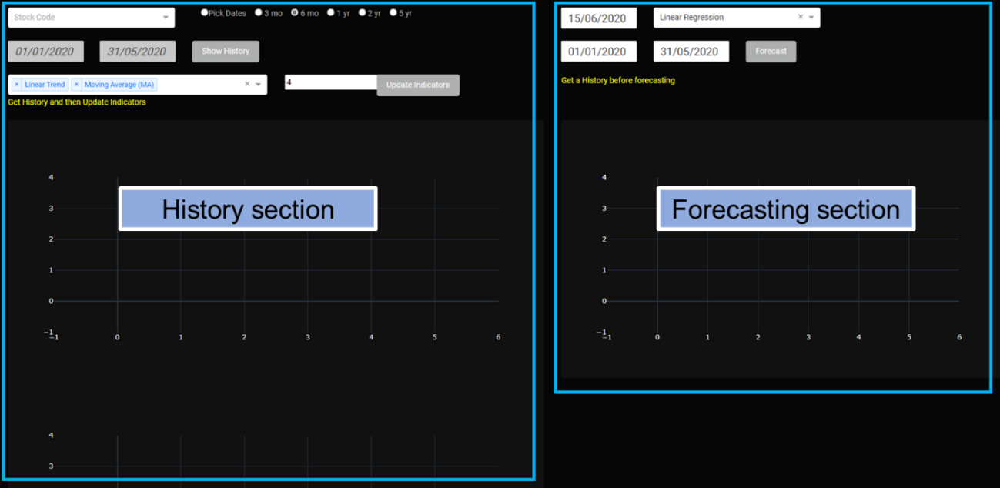 Stock Code
Pick Dates 3 mo 6 mo 1 yr 2 yr 5 yr
01/01/2020 31/05/2020 Show History
× Linear Trend × Moving Average (MA) × 4 Update Indicators
Get History and then Update Indicators
4
3
2
1
0
−1
−1 0 1 2 3 4 5 6
History section
4
3
15/06/2020 Linear Regression ×
01/01/2020 31/05/2020 Forecast
Get a History before forecasting
4
3
2
1
0
−1
−1 0 1 2 3 4 5 6
Forecasting section